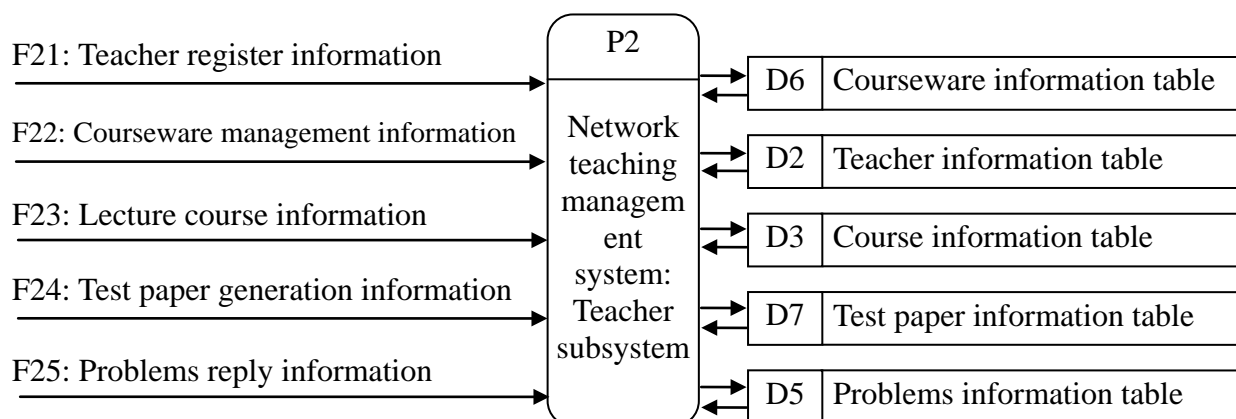 F21: Teacher register information
F22: Courseware management information
F23: Lecture course information
F24: Test paper generation information
F25: Problems reply information
P2
Network
teaching
managem
ent
system:
Teacher
subsystem
D6 Courseware information table
D2 Teacher information table
D3 Course information table
D7 Test paper information table
D5 Problems information table